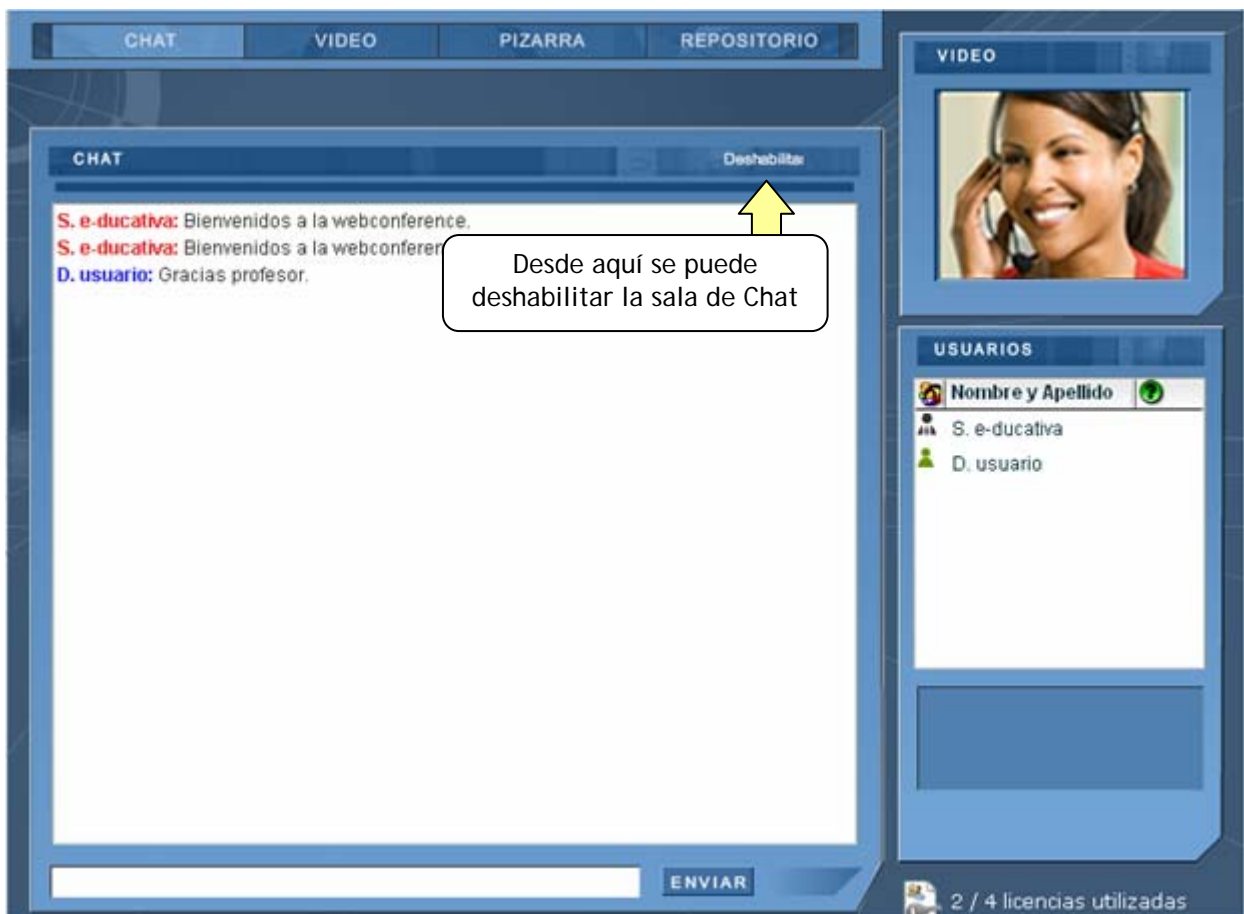 CHAT VIDEO PIZARRA REPOSITORIO
CHAT Deshabilitar
S. e-ducativa: Bienvenidos a la webconference.
S. e-ducativa: Bienvenidos a la webconferen
D. usuario: Gracias profesor.
Desde aquí se puede
deshabilitar la sala de Chat
ENVIAR
VIDEO
USUARIOS
Nombre y Apellido ?
S. e-ducativa
D. usuario
2 / 4 licencias utilizadas